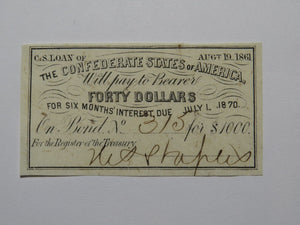 C.S. LOAN OF AUGT 19, 1861
THE CONFEDERATE STATES OF AMERICA,
Will pay to Bearer
FORTY DOLLARS
FOR SIX MONTHS' INTEREST, DUE JULY 1, 1870.
On Bond No. 313 for $1000.
For the Register of the Treasury,